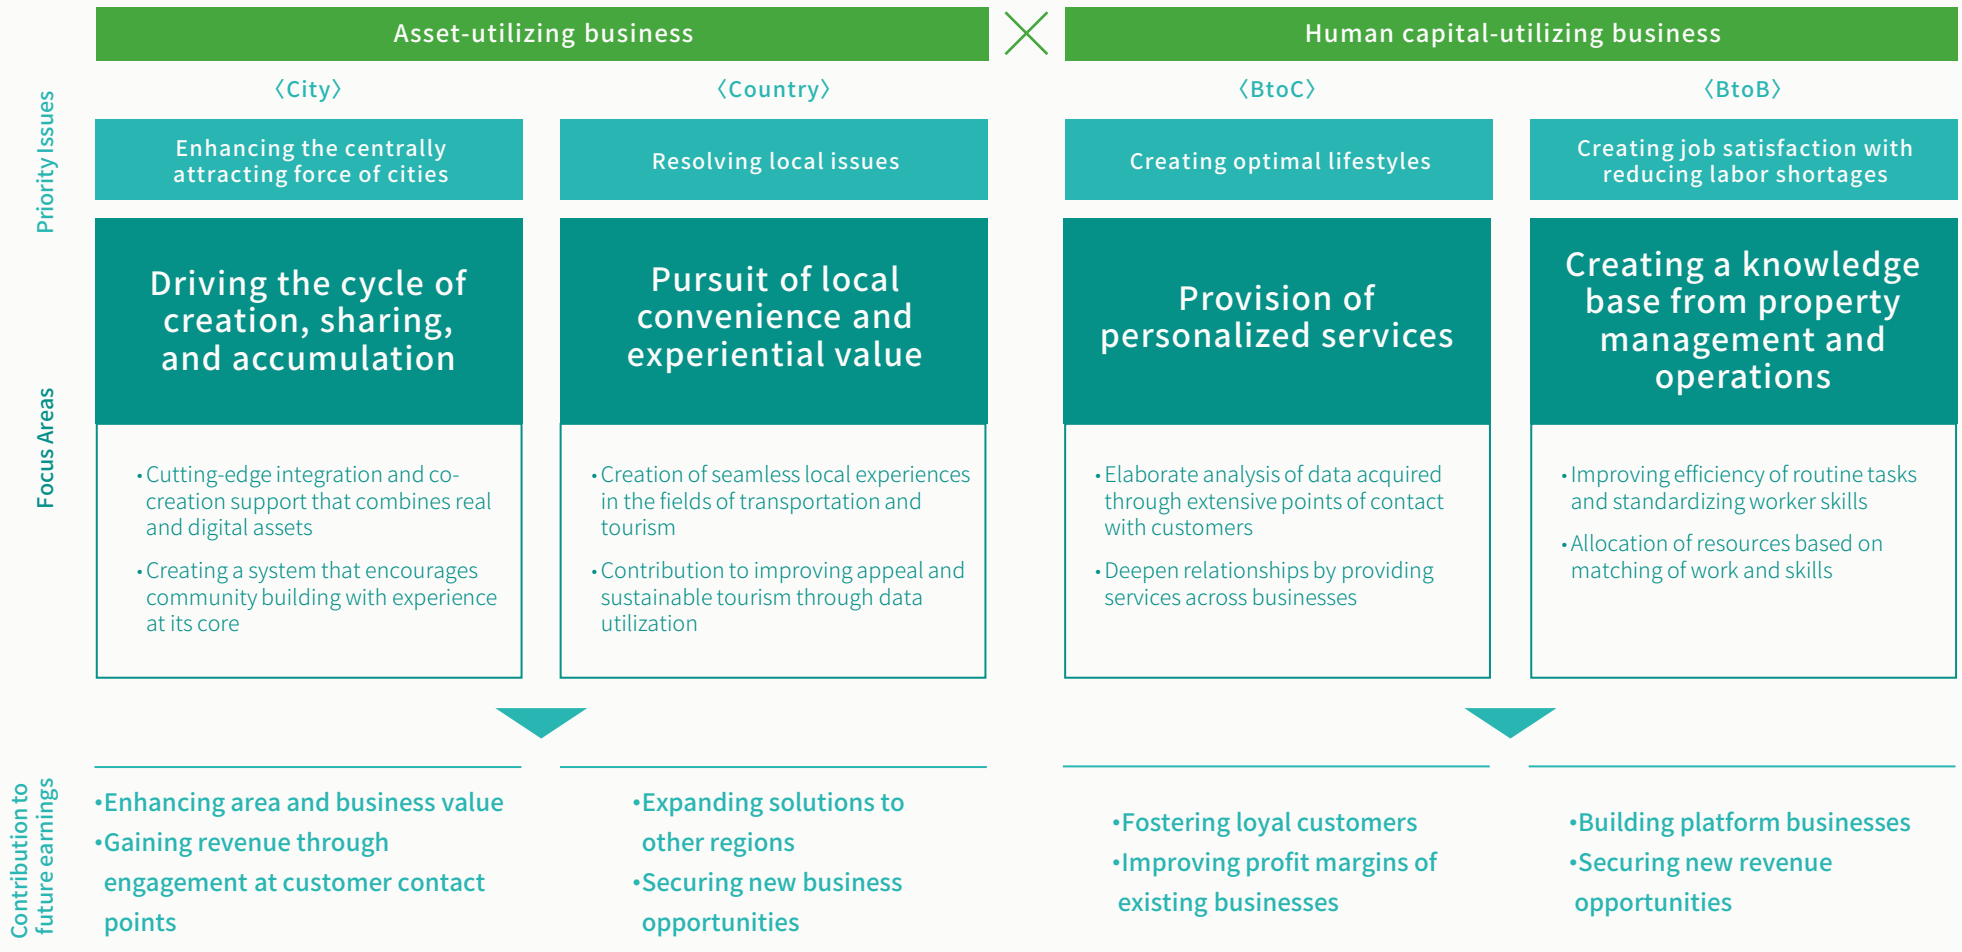 Asset-utilizing business
Human capital-utilizing business
Priority Issues
〈City〉
〈Country〉
〈BtoC〉
〈BtoB〉
Enhancing the centrally
attracting force of cities
Resolving local issues
Creating optimal lifestyles
Creating job satisfaction with
reducing labor shortages
Focus Areas
Driving the cycle of
creation, sharing,
and accumulation
・Cutting-edge integration and co-
creation support that combines real
and digital assets
・Creating a system that encourages
community building with experience
at its core
Pursuit of local
convenience and
experiential value
・Creation of seamless local experiences
in the fields of transportation and
tourism
・Contribution to improving appeal and
sustainable tourism through data
utilization
Provision of
personalized services
・Elaborate analysis of data acquired
through extensive points of contact
with customers
・Deepen relationships by providing
services across businesses
Creating a knowledge
base from property
management and
operations
・Improving efficiency of routine tasks
and standardizing worker skills
・Allocation of resources based on
matching of work and skills
Contribution to
future earnings
•Enhancing area and business value
•Gaining revenue through
engagement at customer contact
points
•Expanding solutions to
other regions
•Securing new business
opportunities
•Fostering loyal customers
•Improving profit margins of
existing businesses
•Building platform businesses
•Securing new revenue
opportunities